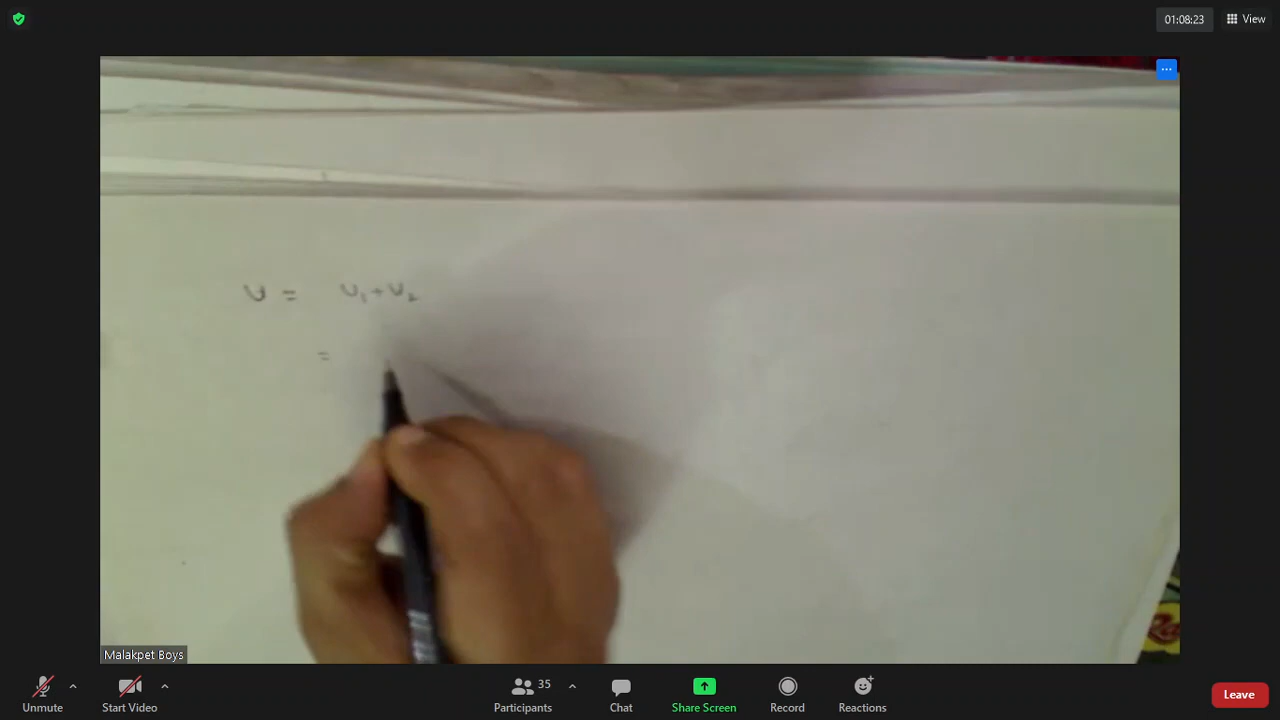 01:08:23
View
U = U₁ + U₂
=
Malakpet Boys
Unmute
Start Video
35
Participants
Chat
Share Screen
Record
Reactions
Leave